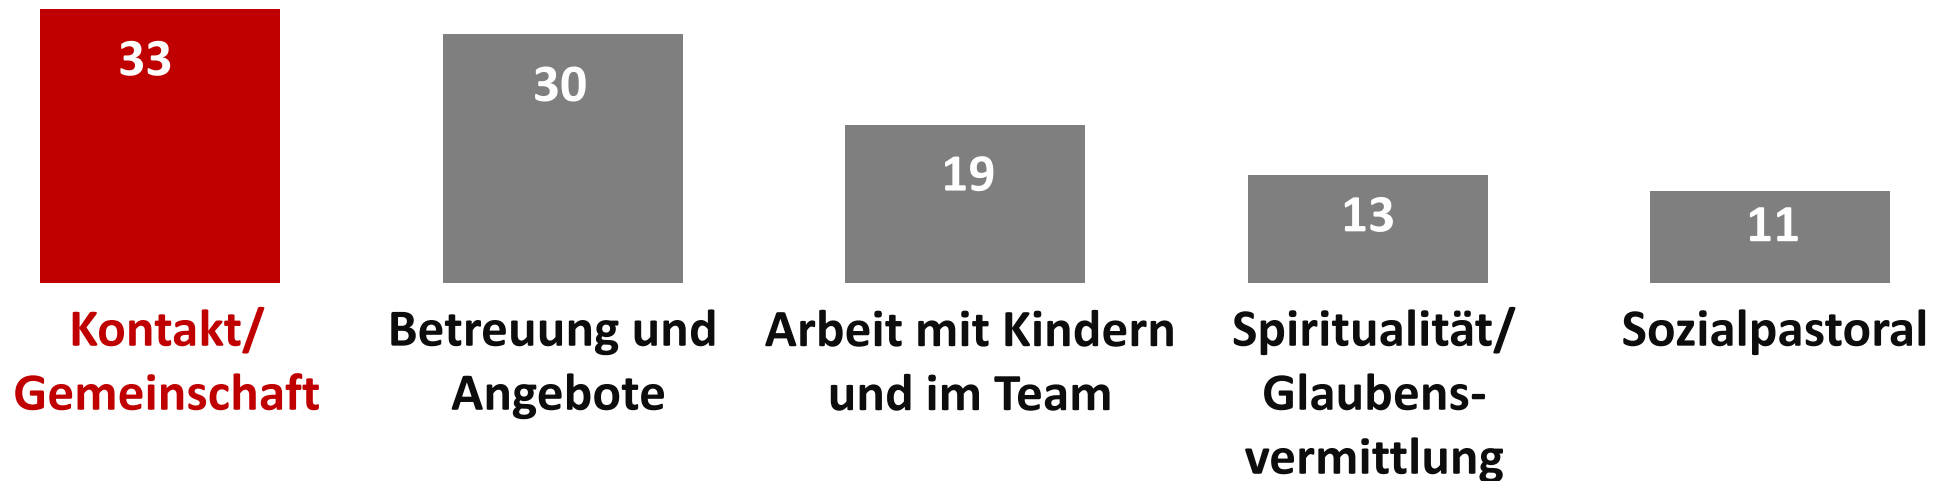 33
30
19
13
11
Kontakt/
Gemeinschaft
Betreuung und
Angebote
Arbeit mit Kindern
und im Team
Spiritualität/
Glaubens-
vermittlung
Sozialpastoral